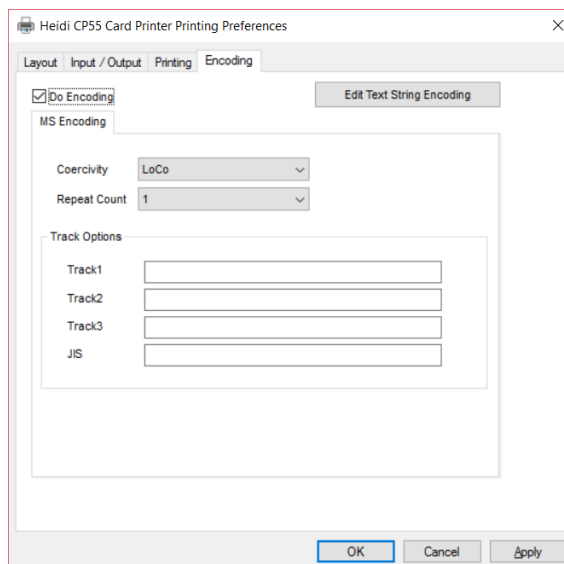 Heidi CP55 Card Printer Printing Preferences
Layout Input / Output Printing Encoding
Do Encoding Edit Text String Encoding
MS Encoding
Coercivity LoCo
Repeat Count 1
Track Options
Track1
Track2
Track3
JIS
OK Cancel Apply